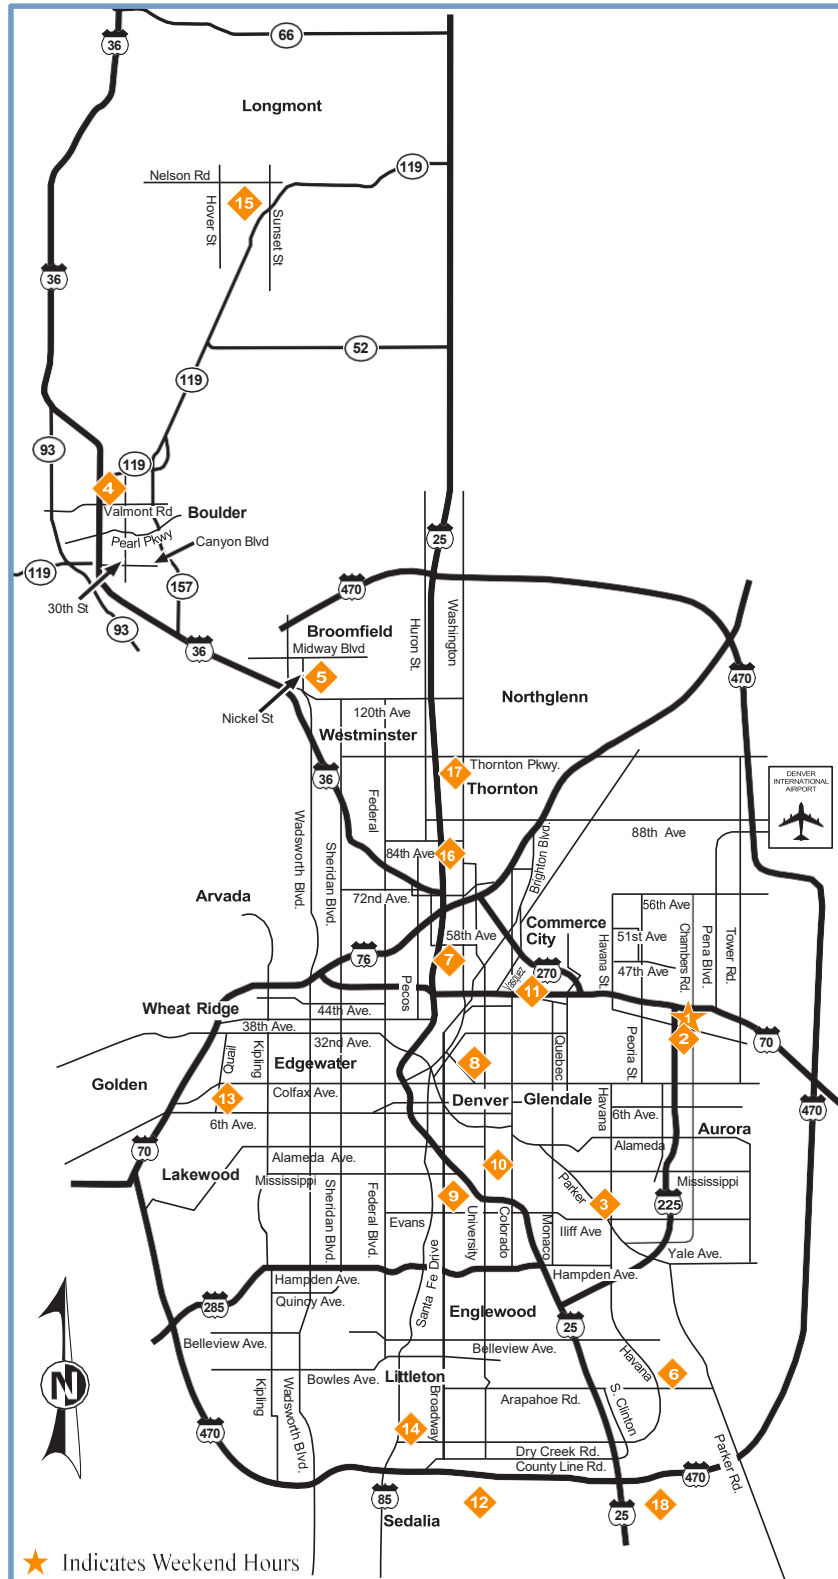 36
66
Longmont
119
Nelson Rd
15
Hover St
Sunset St
36
52
119
93
119
4
Valmont Rd
Boulder
Pearl Pkwy
Canyon Blvd
25
119
157
470
30th St
93
Broomfield
Huron St.
Washington
36
Midway Blvd
5
470
Northglenn
Nickel St
120th Ave
Westminster
17
Thornton Pkwy.
36
Thornton
DENVER
INTERNATIONAL
AIRPORT
Federal
Wadsworth Blvd.
Sheridan Blvd.
88th Ave
84th Ave
16
Brighton Blvd.
Arvada
72nd Ave.
56th Ave
Commerce
City
58th Ave
51st Ave
Havana St.
Chambers Rd.
Pena Blvd.
Tower Rd.
76
7
270
47th Ave
Vasquez
Pecos
11
Wheat Ridge
44th Ave.
38th Ave.
1
2
32nd Ave.
70
Quail
Kipling
Edgewater
8
Quebec
Peoria St.
Golden
Colfax Ave.
13
Denver
Glendale
Havana
6th Ave.
470
6th Ave.
Aurora
Alameda
70
Alameda Ave.
10
Lakewood
Mississippi
Parker
Mississippi
Sheridan Blvd.
Federal Blvd.
9
3
225
Evans
University
Colorado
Monaco
Iliff Ave
Yale Ave.
Santa Fe Drive
Hampden Ave.
Hampden Ave.
285
Quincy Ave.
Englewood
25
Belleview Ave.
Belleview Ave.
Havana
Littleton
6
Bowles Ave.
Kipling
Wadsworth Blvd.
Broadway
Arapahoe Rd.
S. Clinton
14
470
Dry Creek Rd.
Parker Rd.
County Line Rd.
470
N
85
12
18
25
Sedalia
Indicates Weekend Hours